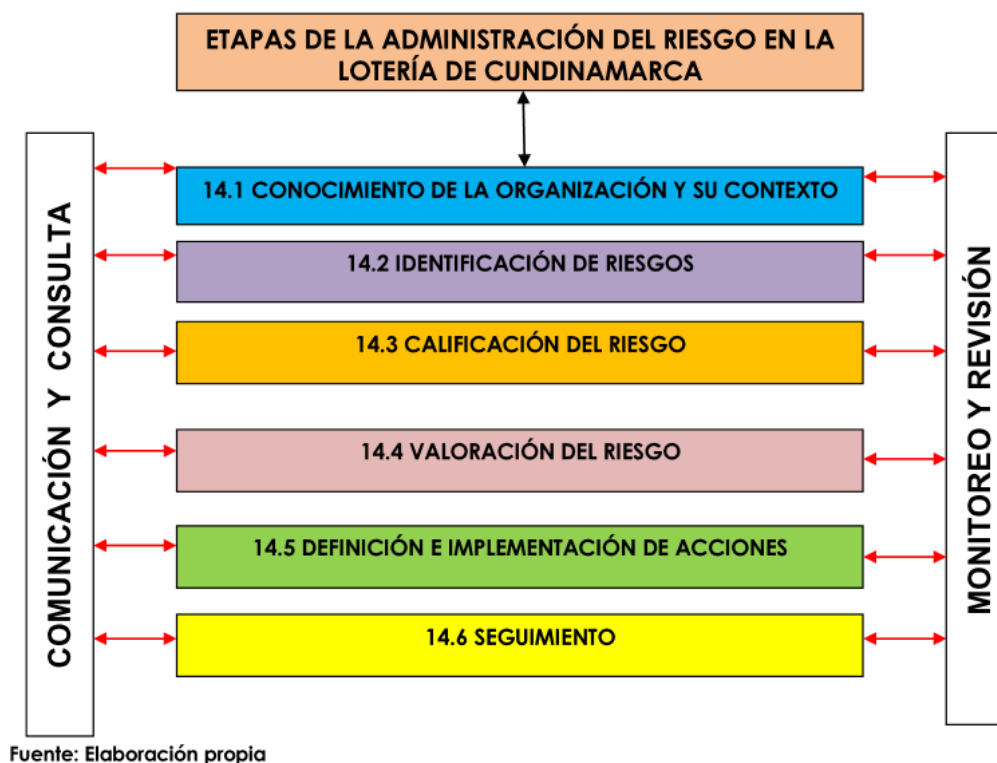 ETAPAS DE LA ADMINISTRACIÓN DEL RIESGO EN LA
LOTERÍA DE CUNDINAMARCA
COMUNICACIÓN Y CONSULTA
14.1 CONOCIMIENTO DE LA ORGANIZACIÓN Y SU CONTEXTO
14.2 IDENTIFICACIÓN DE RIESGOS
14.3 CALIFICACIÓN DEL RIESGO
14.4 VALORACIÓN DEL RIESGO
14.5 DEFINICIÓN E IMPLEMENTACIÓN DE ACCIONES
14.6 SEGUIMIENTO
MONITOREO Y REVISIÓN
Fuente: Elaboración propia